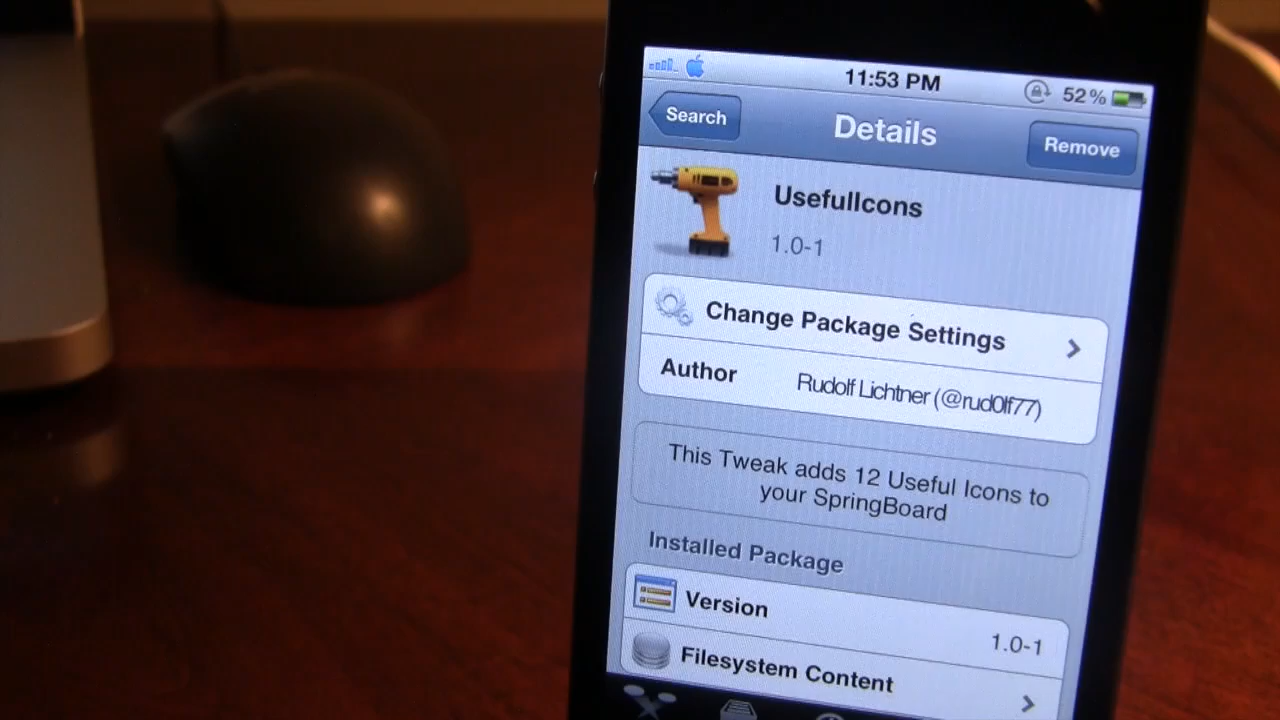 11:53 PM
52%
Search
Details
Remove
UsefulIcons
1.0-1
Change Package Settings
Author
Rudolf Lichtner (@rud0lf77)
This Tweak adds 12 Useful Icons to
your SpringBoard
Installed Package
Version
1.0-1
Filesystem Content